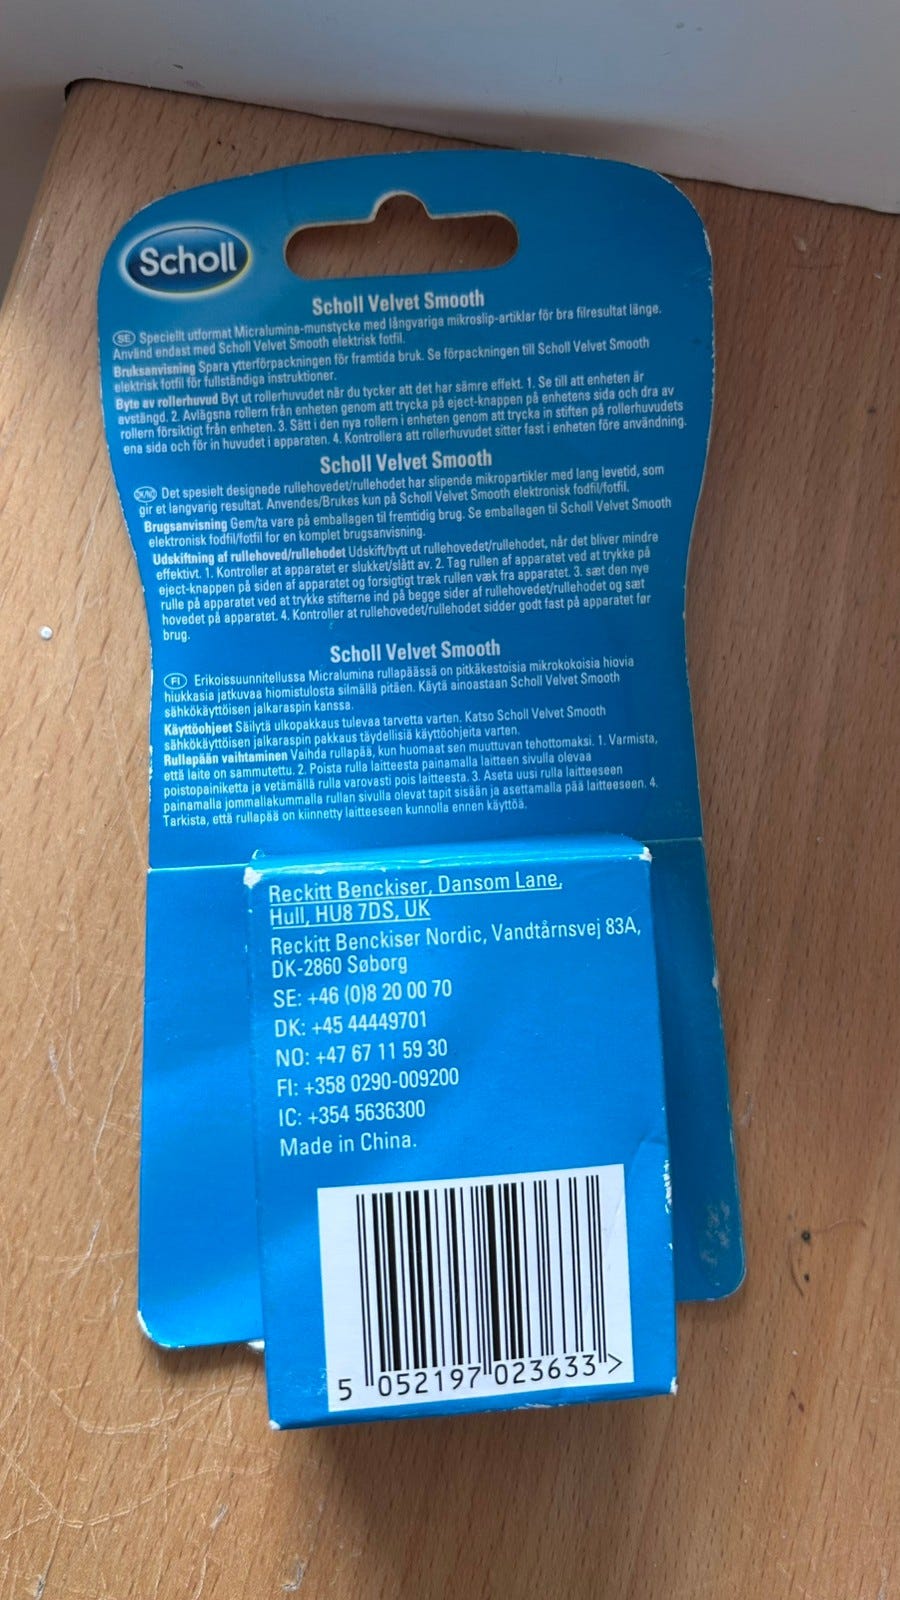 Scholl
Scholl Velvet Smooth
SE Speciellt utformat Micralumina-munstycke med långvariga mikroslip-artiklar för bra filresultat länge.
Använd endast med Scholl Velvet Smooth elektrisk fotfil.
Bruksanvisning Spara ytterförpackningen för framtida bruk. Se förpackningen till Scholl Velvet Smooth
elektrisk fotfil för fullständiga instruktioner.
Byte av rollerhuvud Byt ut rollerhuvudet när du tycker att det har sämre effekt. 1. Se till att enheten är
avstängd. 2. Avlägsna rollern från enheten genom att trycka på eject-knappen på enhetens sida och dra av
rollern försiktigt från enheten. 3. Sätt i den nya rollern i enheten genom att trycka in stiften på rollerhuvudets
ena sida och för in huvudet i apparaten. 4. Kontrollera att rollerhuvudet sitter fast i enheten före användning.
Scholl Velvet Smooth
DK/NO Det spesielt designede rullehovedet/rullehodet har slipende mikropartikler med lang levetid, som
gir et langvarig resultat. Anvendes/Brukes kun på Scholl Velvet Smooth elektronisk fodfil/fotfil.
Brugsanvisning Gem/ta vare på emballagen til fremtidig brug. Se emballagen til Scholl Velvet Smooth
elektronisk fodfil/fotfil for en komplet brugsanvisning.
Udskiftning af rullehoved/rullehodet Udskift/bytt ut rullehovedet/rullehodet, når det bliver mindre
effektivt. 1. Kontroller at apparatet er slukket/slått av. 2. Tag rullen af apparatet ved at trykke på
eject-knappen på siden af apparatet og forsigtigt træk rullen væk fra apparatet. 3. sæt den nye
rulle på apparatet ved at trykke stifterne ind på begge sider af rullehovedet/rullehodet og sæt
hovedet på apparatet. 4. Kontroller at rullehovedet/rullehodet sidder godt fast på apparatet før
brug.
Scholl Velvet Smooth
FI Erikoissuunnitellussa Micralumina rullapäässä on pitkäkestoisia mikrokokoisia hiovia
hiukkasia jatkuvaa hiomistulosta silmällä pitäen. Käytä ainoastaan Scholl Velvet Smooth
sähkökäyttöisen jalkaraspin kanssa.
Käyttöohjeet Säilytä ulkopakkaus tulevaa tarvetta varten. Katso Scholl Velvet Smooth
sähkökäyttöisen jalkaraspin pakkaus täydellisiä käyttöohjeita varten.
Rullapään vaihtaminen Vaihda rullapää, kun huomaat sen muuttuvan tehottomaksi. 1. Varmista,
että laite on sammutettu. 2. Poista rulla laitteesta painamalla laitteen sivulla olevaa
poistopainiketta ja vetämällä rulla varovasti pois laitteesta. 3. Aseta uusi rulla laitteeseen
painamalla jommallakummalla rullan sivulla olevat tapit sisään ja asettamalla pää laitteeseen. 4.
Tarkista, että rullapää on kiinnetty laitteeseen kunnolla ennen käyttöä.
Reckitt Benckiser, Dansom Lane,
Hull, HU8 7DS, UK
Reckitt Benckiser Nordic, Vandtårnsvej 83A,
DK-2860 Søborg
SE: +46 (0)8 20 00 70
DK: +45 44449701
NO: +47 67 11 59 30
FI: +358 0290-009200
IC: +354 5636300
Made in China.
5 052197 023633 >